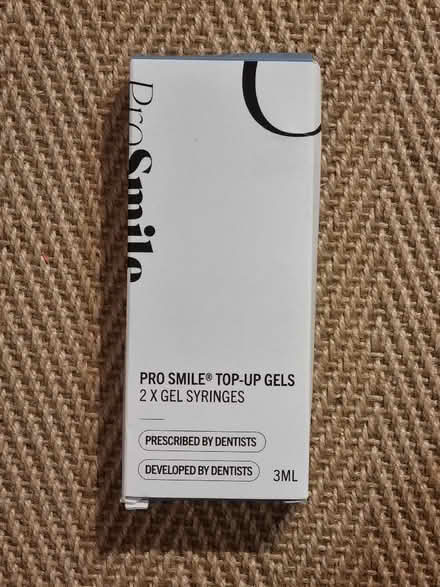 ProSmile
PRO SMILE® TOP-UP GELS
2 X GEL SYRINGES
PRESCRIBED BY DENTISTS
DEVELOPED BY DENTISTS
3ML